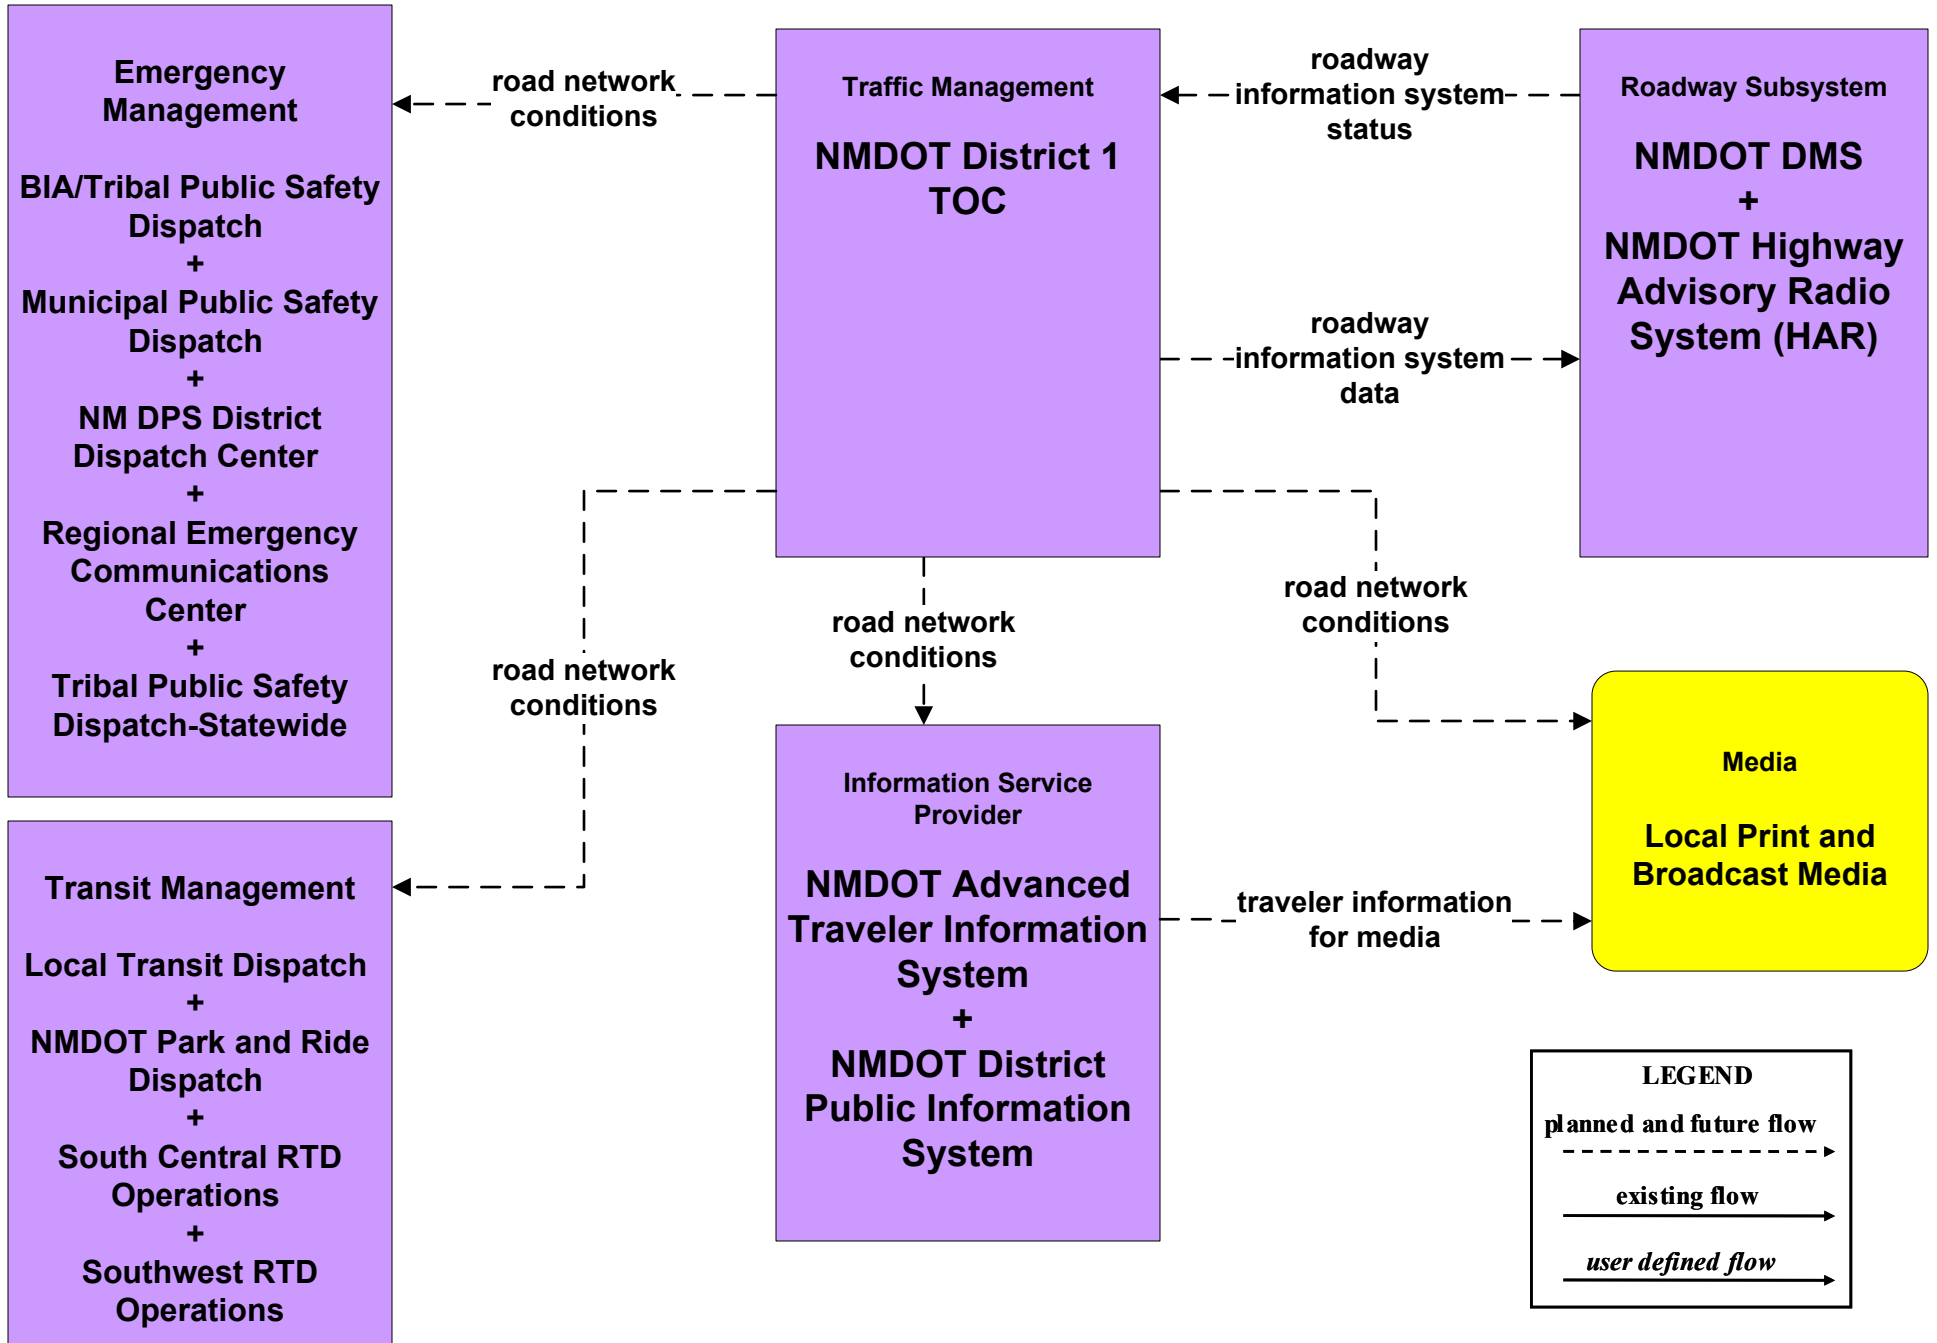 Emergency
Management
BIA/Tribal Public Safety
Dispatch
+
Municipal Public Safety
Dispatch
+
NM DPS District
Dispatch Center
+
Regional Emergency
Communications
Center
+
Tribal Public Safety
Dispatch-Statewide
Transit Management
Local Transit Dispatch
+
NMDOT Park and Ride
Dispatch
+
South Central RTD
Operations
+
Southwest RTD
Operations
road network
conditions
road network
conditions
Traffic Management
NMDOT District 1
TOC
road network
conditions
Information Service
Provider
NMDOT Advanced
Traveler Information
System
+
NMDOT District
Public Information
System
roadway
information system
status
roadway
information system
data
road network
conditions
traveler information
for media
Roadway Subsystem
NMDOT DMS
+
NMDOT Highway
Advisory Radio
System (HAR)
Media
Local Print and
Broadcast Media
LEGEND
planned and future flow
existing flow
user defined flow